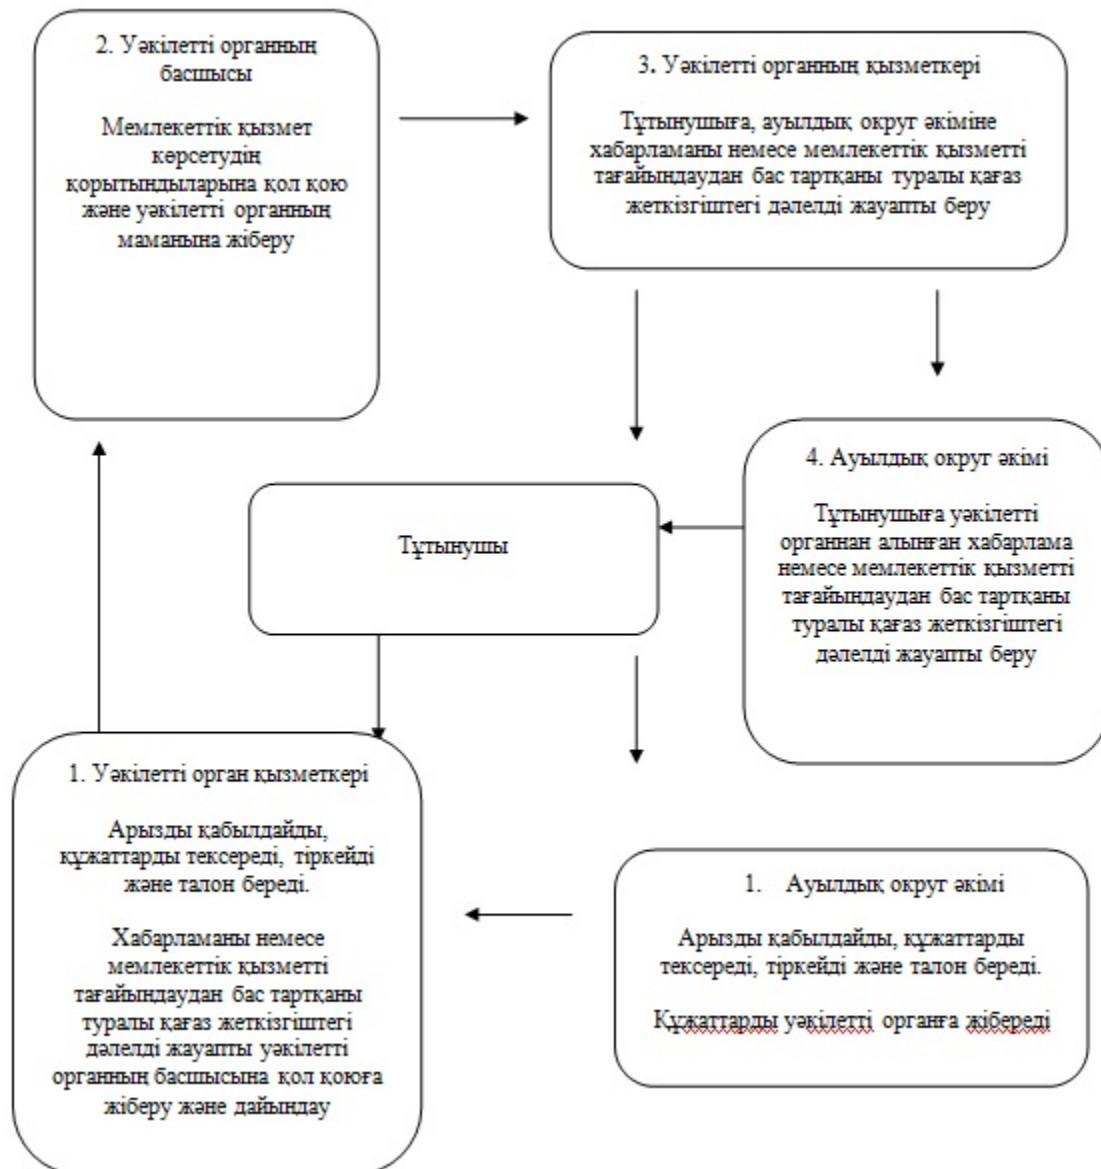 2. Уәкілетті органның
басшысы
Мемлекеттік қызмет
көрсетудің
қорытындыларына қол қою
және уәкілетті органның
маманына жіберу
3. Уәкілетті органның қызметкері
Тұтынушыға, ауылдық округ әкіміне
хабарламаны немесе мемлекеттік қызметті
тағайындаудан бас тартқаны туралы қағаз
жеткізгіштегі дәлелді жауапты беру
4. Ауылдық округ әкімі
Тұтынушыға уәкілетті
органнан алынған хабарлама
немесе мемлекеттік қызметті
тағайындаудан бас тартқаны
туралы қағаз жеткізгіштегі
дәлелді жауапты беру
Тұтынушы
1. Уәкілетті орган қызметкері
Арызды қабылдайды,
құжаттарды тексереді, тіркейді
және талон береді.
Хабарламаны немесе
мемлекеттік қызметті
тағайындаудан бас тартқаны
туралы қағаз жеткізгіштегі
дәлелді жауапты уәкілетті
органның басшысына қол қоюға
жіберу және дайындау
1. Ауылдық округ әкімі
Арызды қабылдайды, құжаттарды
тексереді, тіркейді және талон береді.
Құжаттарды уәкілетті органға жібереді